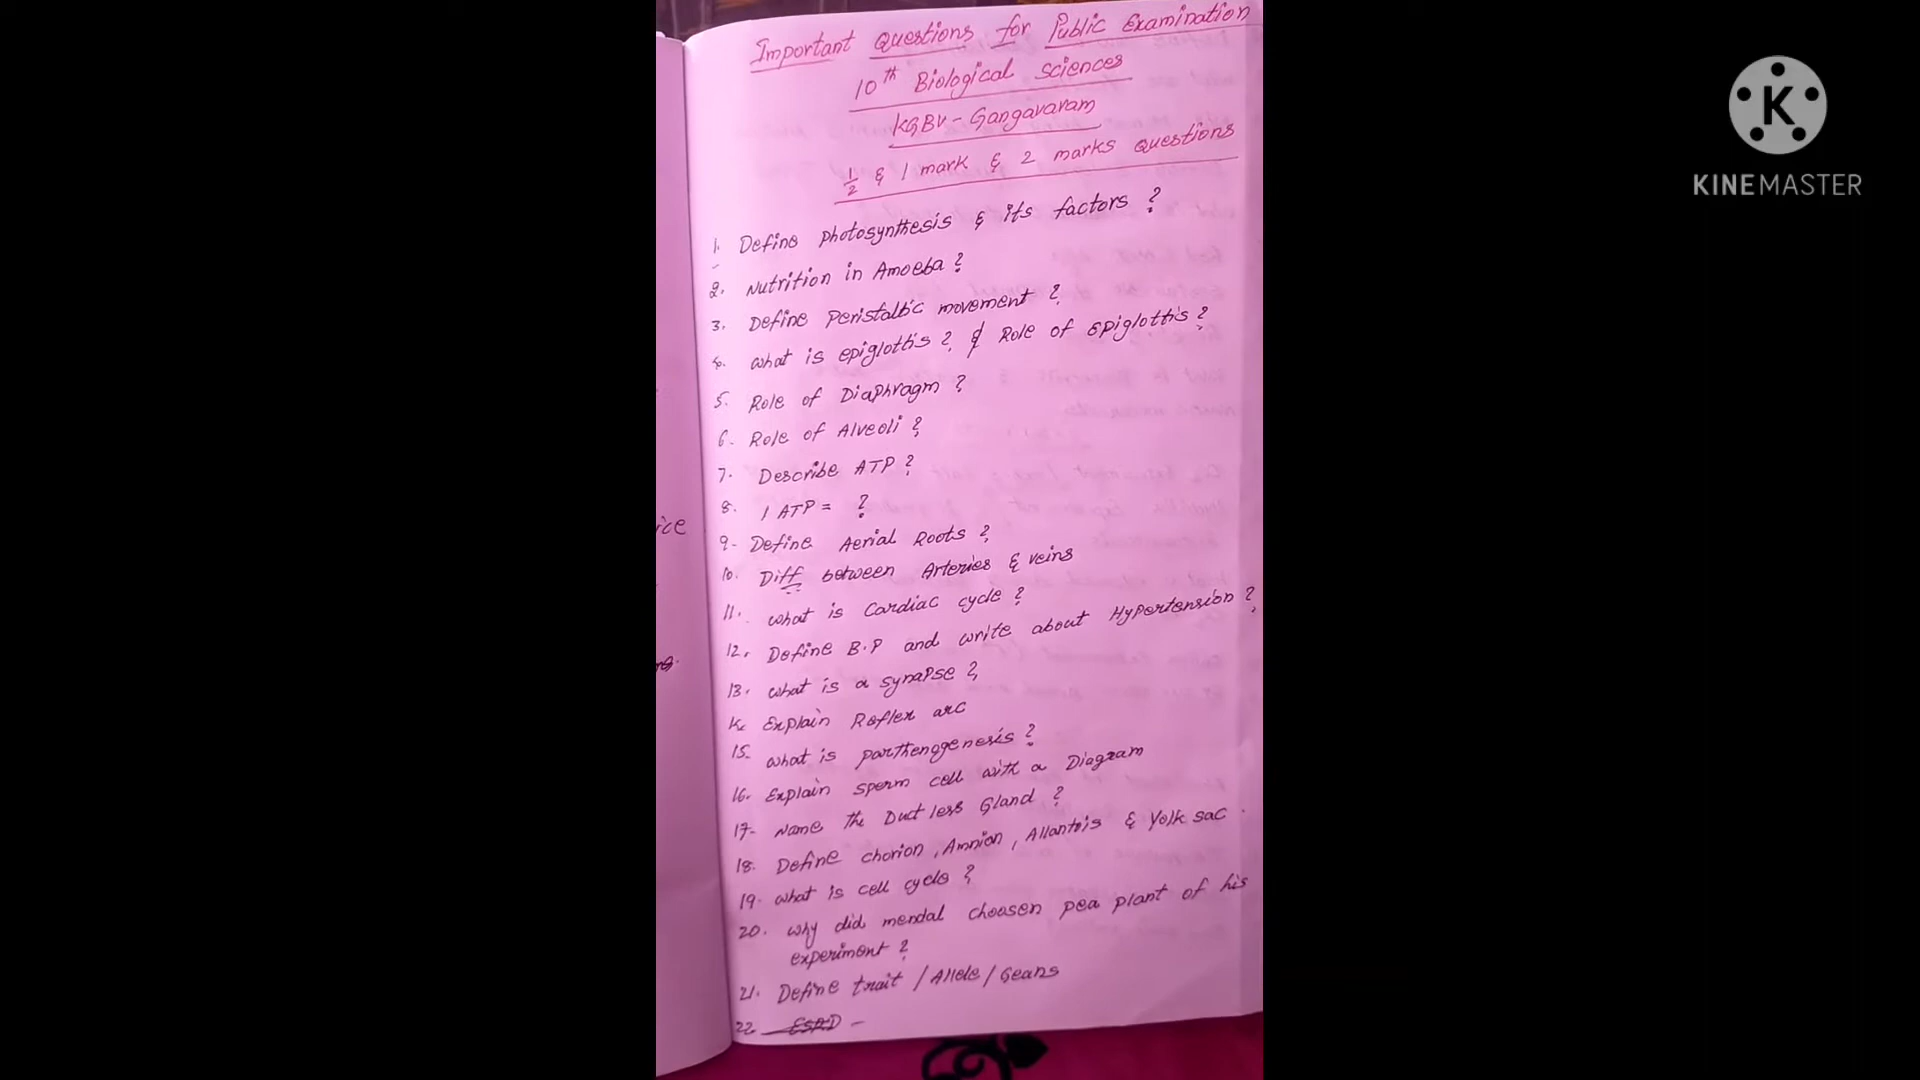 Important Questions for Public Examination
10th Biological Sciences
KGBV - Gangavaram
1/2 & 1 mark & 2 marks questions
1. Define photosynthesis & its factors ?
2. Nutrition in Amoeba ?
3. Define Peristaltic movement ?
4. what is epiglottis ? & Role of Epiglottis ?
5. Role of Diaphragm ?
6. Role of Alveoli ?
7. Describe ATP ?
8. 1 ATP = ?
9. Define Aerial Roots ?
10. Diff between Arteries & veins
11. what is Cardiac cycle ?
12. Define B.P and write about Hypertension ?
13. what is a synapse ?
14. Explain Reflex arc
15. what is parthenogenesis ?
16. Explain sperm cell with a Diagram
17. Name the Ductless Gland ?
18. Define chorion, Amnion, Allantois & Yolk sac.
19. what is cell cycle ?
20. why did mendal choosen pea plant of his
experiment ?
21. Define trait / Allele / Geans
22. ESRD -
ice
KINEMASTER